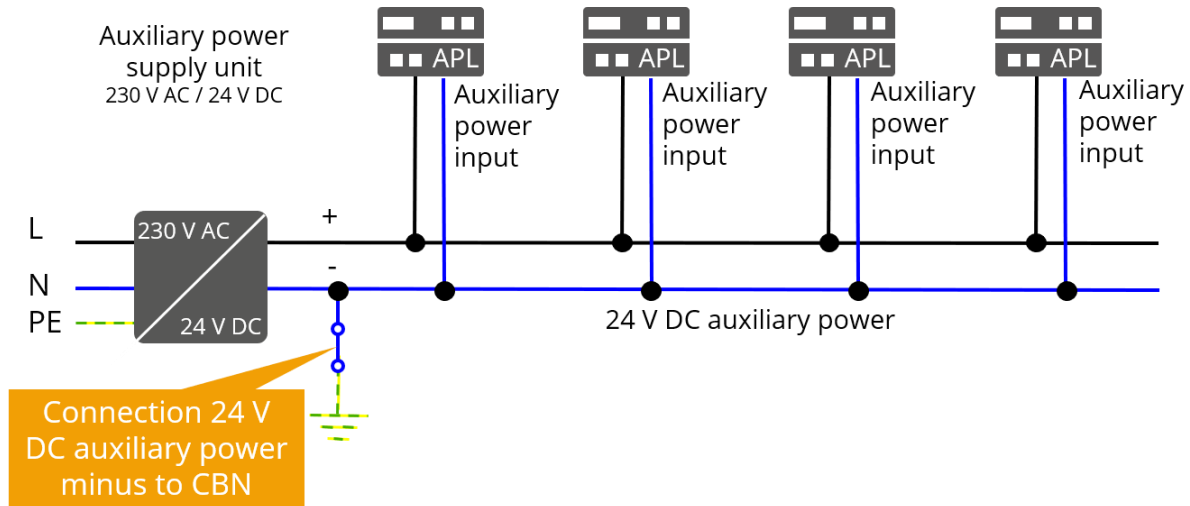 Auxiliary power
supply unit
230 V AC / 24 V DC
APL
APL
APL
APL
Auxiliary
power
input
Auxiliary
power
input
Auxiliary
power
input
Auxiliary
power
input
L
N
PE
230 V AC
24 V DC
+
-
24 V DC auxiliary power
Connection 24 V
DC auxiliary power
minus to CBN